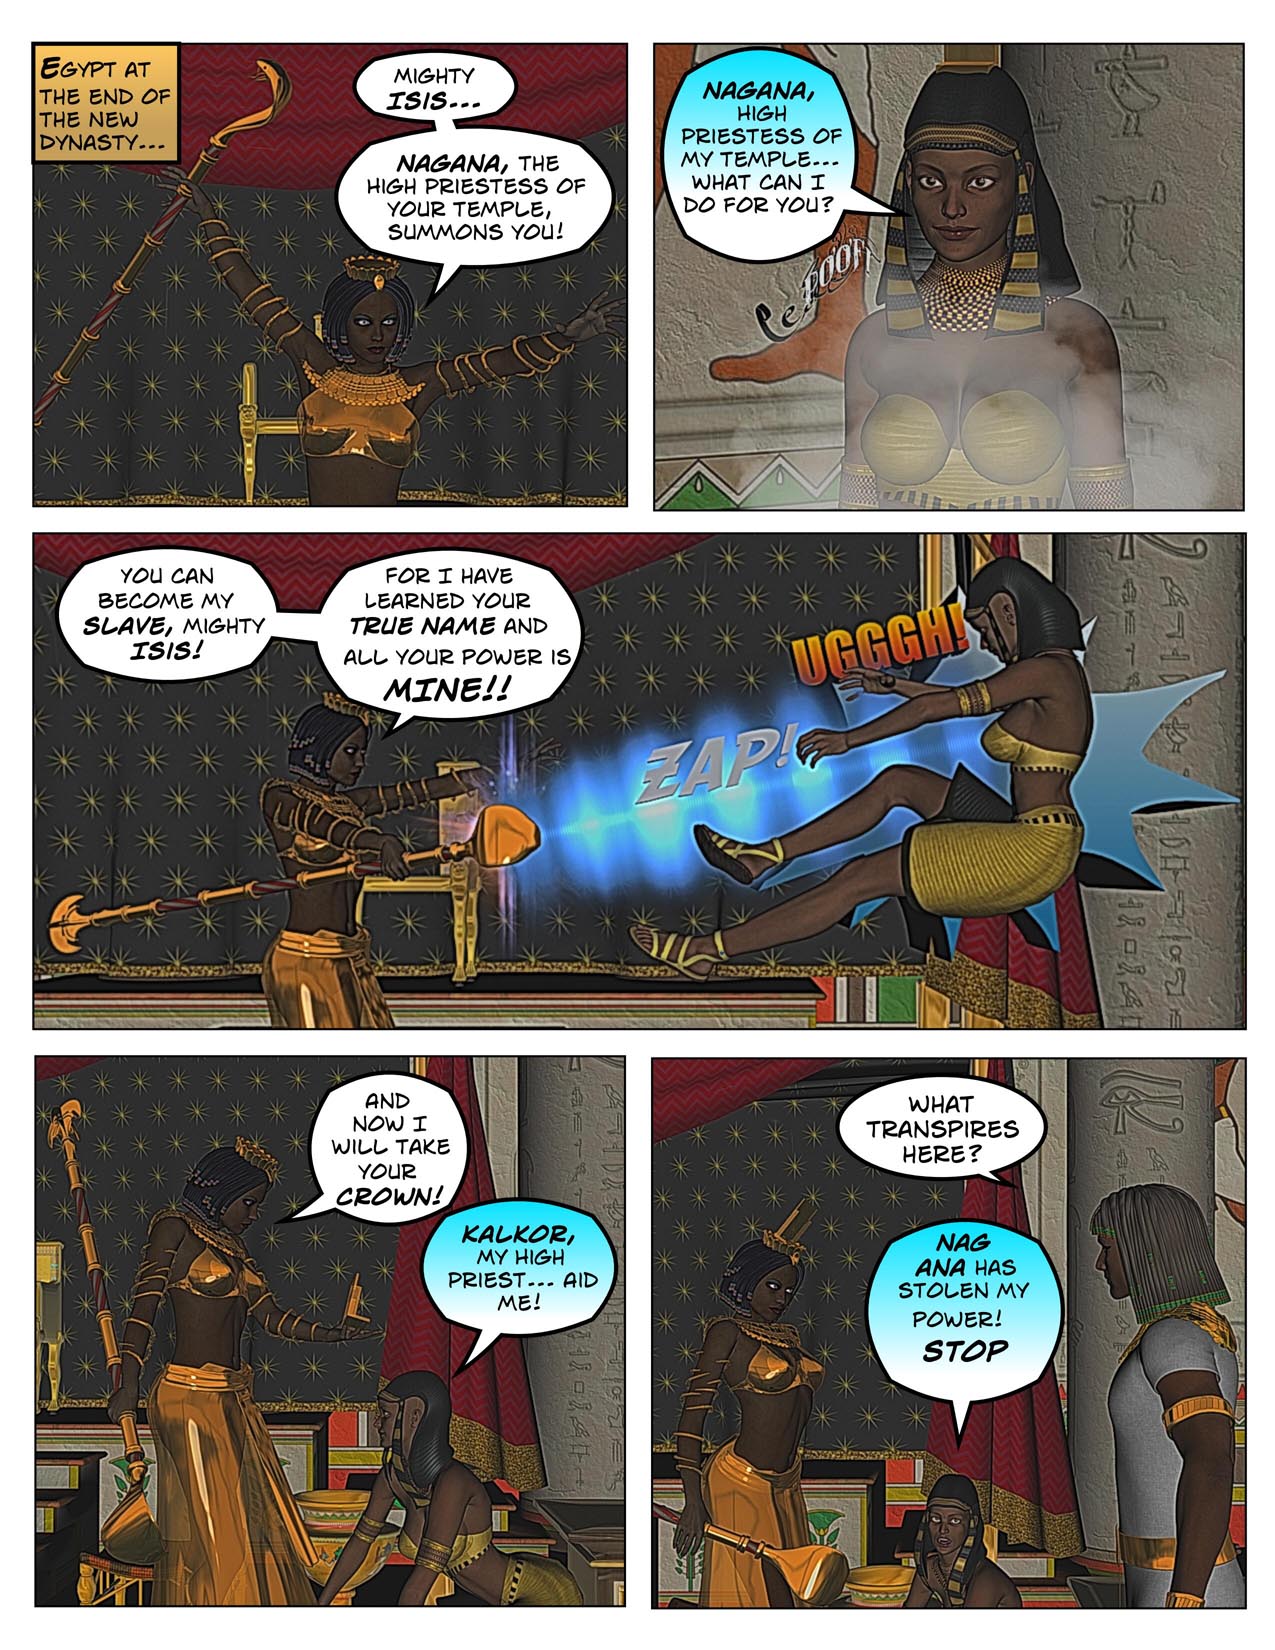 EGYPT AT
THE END OF
THE NEW
DYNASTY...
MIGHTY
ISIS...
NAGANA, THE
HIGH PRIESTESS OF
YOUR TEMPLE,
SUMMONS YOU!
NAGANA,
HIGH
PRIESTESS OF
MY TEMPLE...
WHAT CAN I
DO FOR YOU?
POOF!
YOU CAN
BECOME MY
SLAVE, MIGHTY
ISIS!
FOR I HAVE
LEARNED YOUR
TRUE NAME AND
ALL YOUR POWER IS
MINE!!
ZAP!
UGGGH!
AND
NOW I
WILL TAKE
YOUR
CROWN!
KALKOR,
MY HIGH
PRIEST... AID
ME!
WHAT
TRANSPIRES
HERE?
NAG
ANA HAS
STOLEN MY
POWER!
STOP